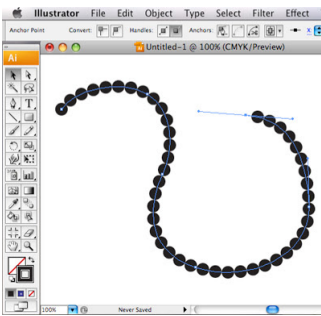 Illustrator File Edit Object Type Select Filter Effect
Anchor Point Convert: Handles: Anchors: X:
Untitled-1 @ 100% (CMYK/Preview)
Ai
T
100% Never Saved